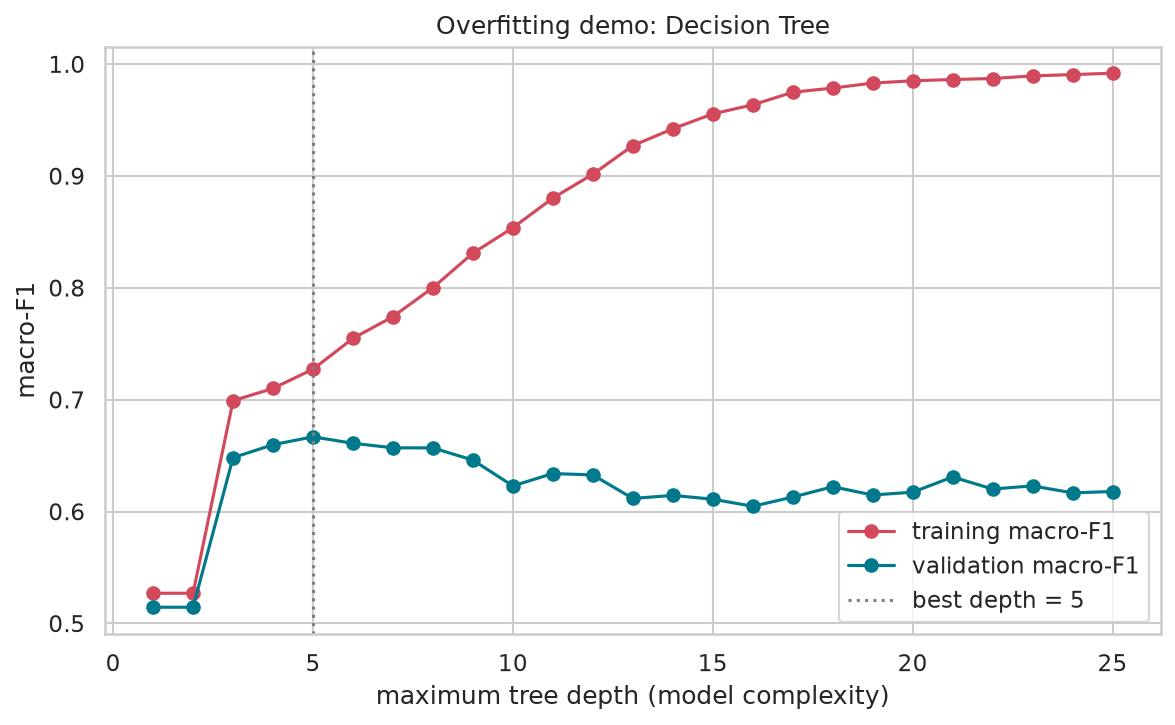 Overfitting demo: Decision Tree
macro-F1
1.0
0.9
0.8
0.7
0.6
0.5
training macro-F1
validation macro-F1
best depth = 5
0 5 10 15 20 25
maximum tree depth (model complexity)